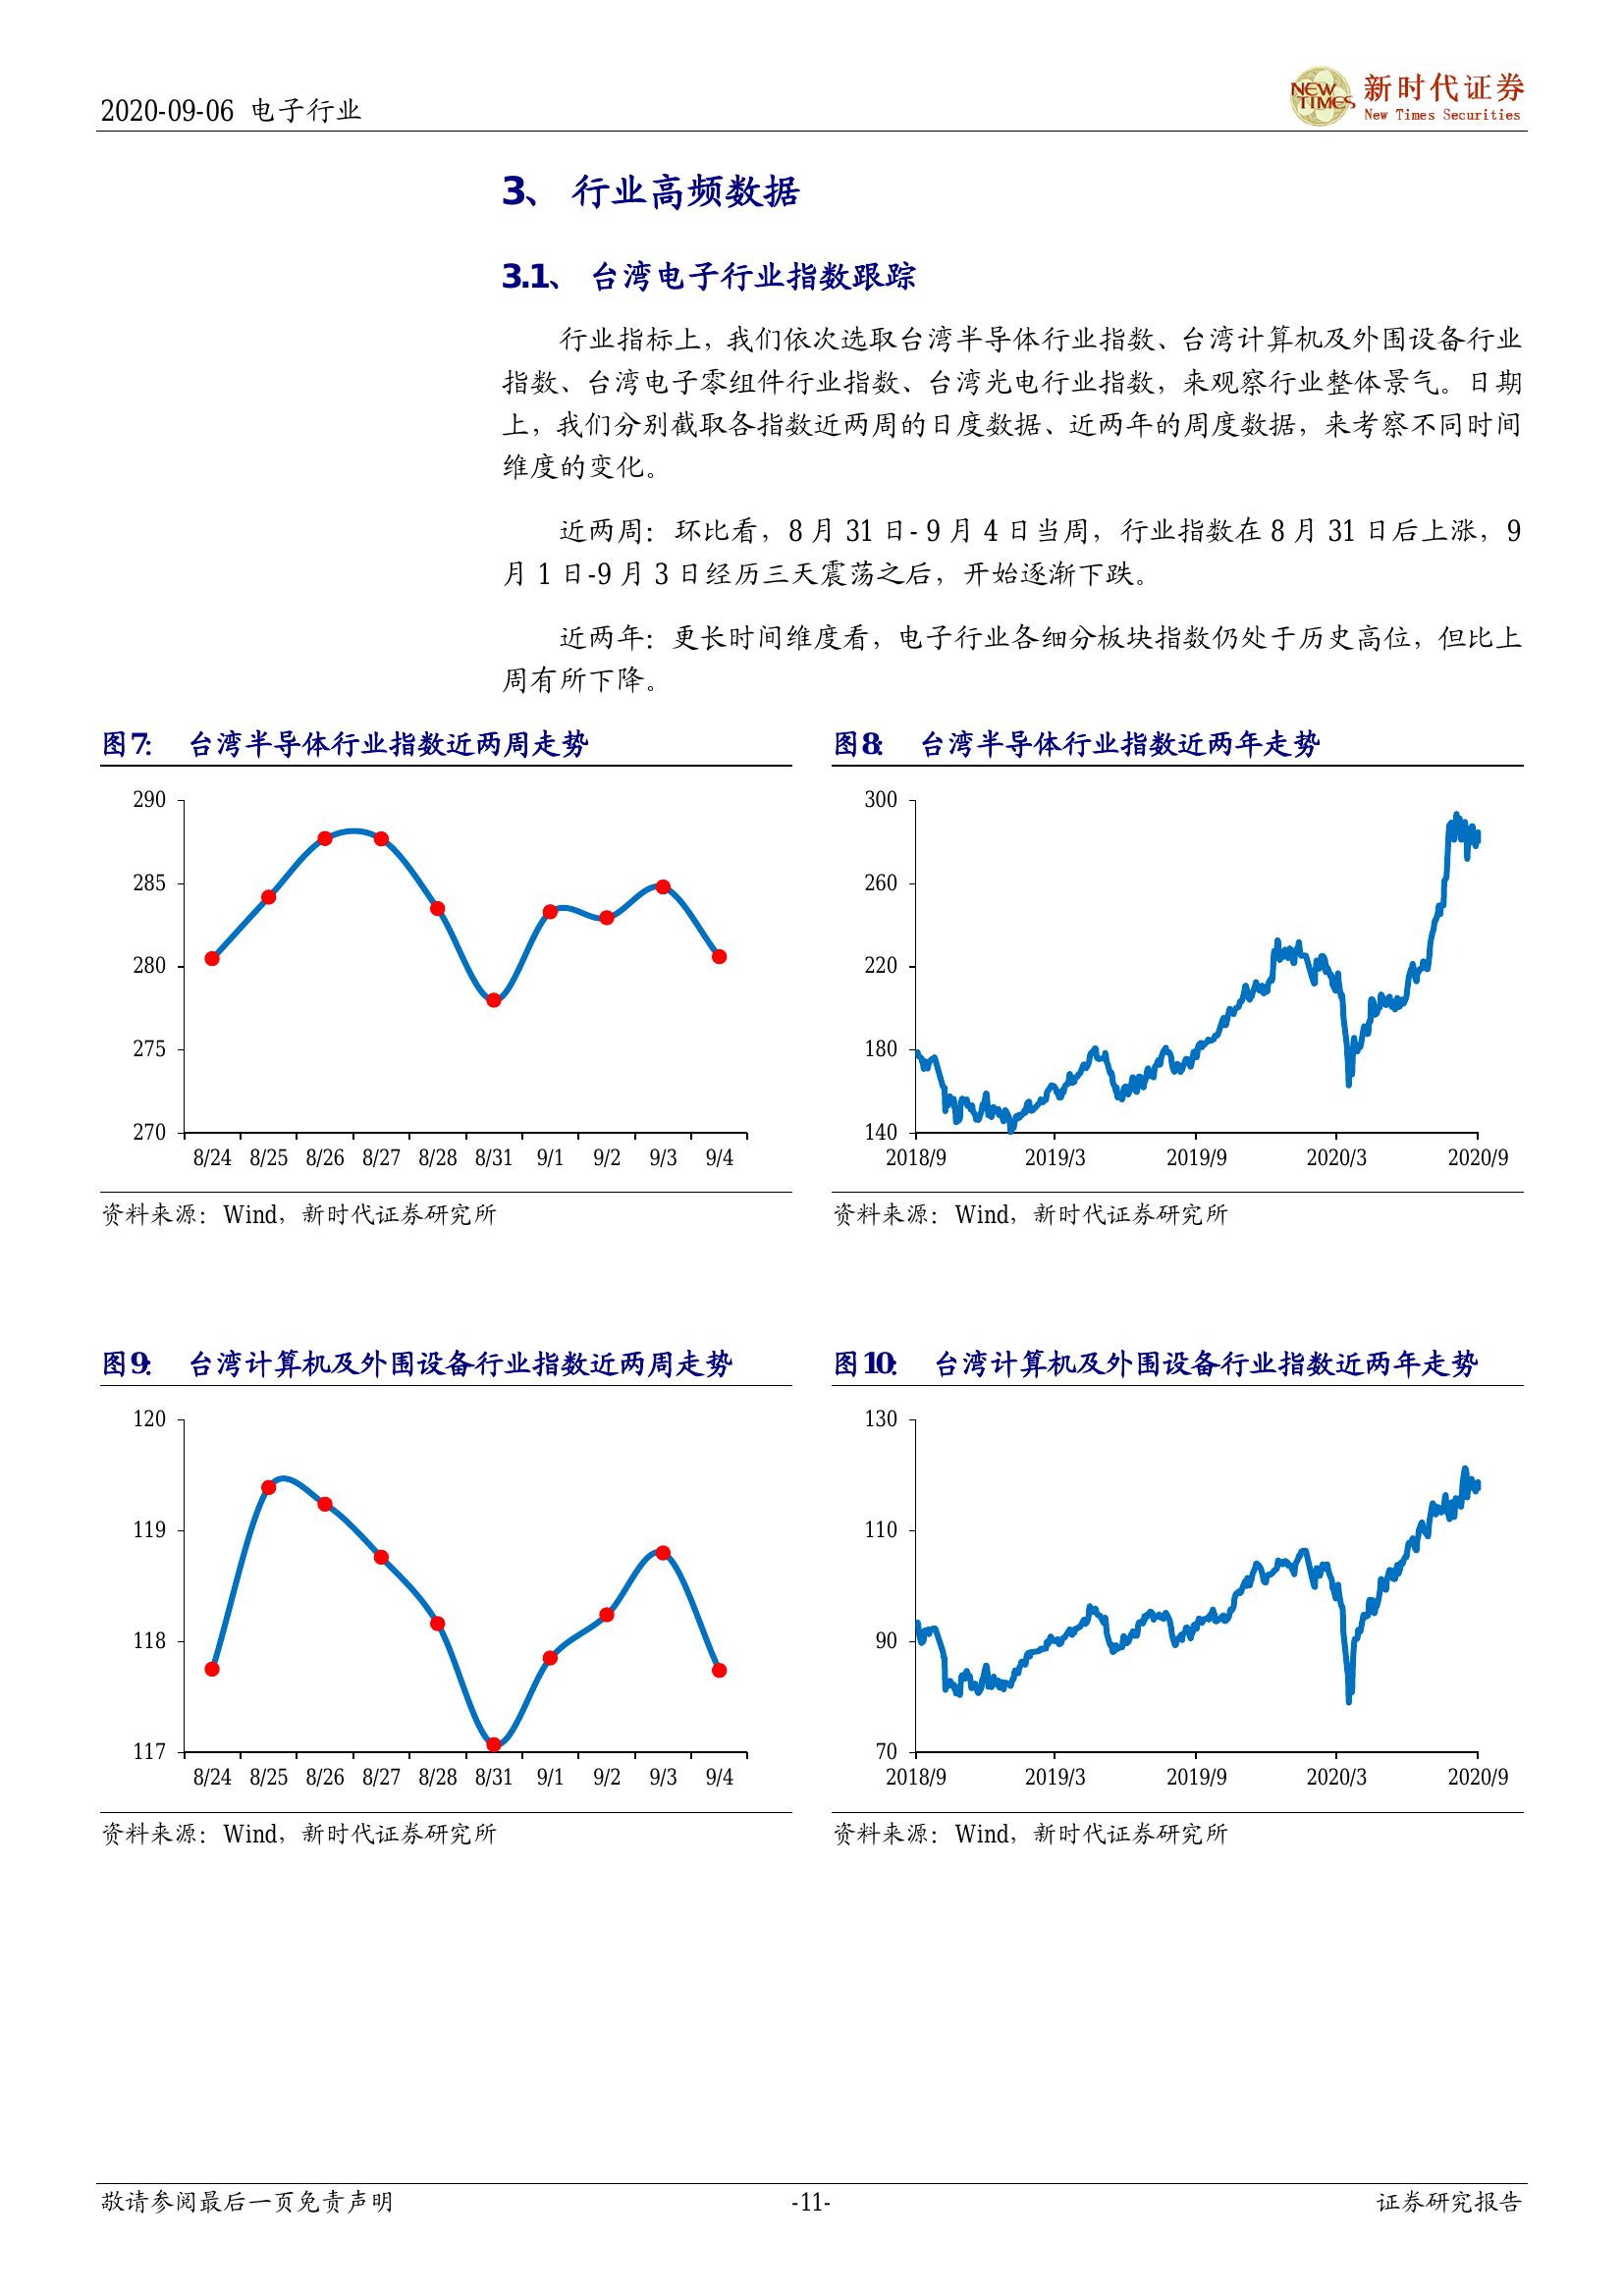 2020-09-06 电子行业
NEW TIMES
新时代证券
New Times Securities
3、 行业高频数据
3.1、 台湾电子行业指数跟踪
行业指标上，我们依次选取台湾半导体行业指数、台湾计算机及外围设备行业
指数、台湾电子零组件行业指数、台湾光电行业指数，来观察行业整体景气。日期
上，我们分别截取各指数近两周的日度数据、近两年的周度数据，来考察不同时间
维度的变化。
近两周：环比看，8 月 31 日- 9 月 4 日当周，行业指数在 8 月 31 日后上涨，9
月 1 日-9 月 3 日经历三天震荡之后，开始逐渐下跌。
近两年：更长时间维度看，电子行业各细分板块指数仍处于历史高位，但比上
周有所下降。
图7： 台湾半导体行业指数近两周走势
290
285
280
275
270
8/24 8/25 8/26 8/27 8/28 8/31 9/1 9/2 9/3 9/4
资料来源：Wind，新时代证券研究所
图8： 台湾半导体行业指数近两年走势
300
260
220
180
140
2018/9 2019/3 2019/9 2020/3 2020/9
资料来源：Wind，新时代证券研究所
图9： 台湾计算机及外围设备行业指数近两周走势
120
119
118
117
8/24 8/25 8/26 8/27 8/28 8/31 9/1 9/2 9/3 9/4
资料来源：Wind，新时代证券研究所
图10： 台湾计算机及外围设备行业指数近两年走势
130
110
90
70
2018/9 2019/3 2019/9 2020/3 2020/9
资料来源：Wind，新时代证券研究所
敬请参阅最后一页免责声明
-11-
证券研究报告